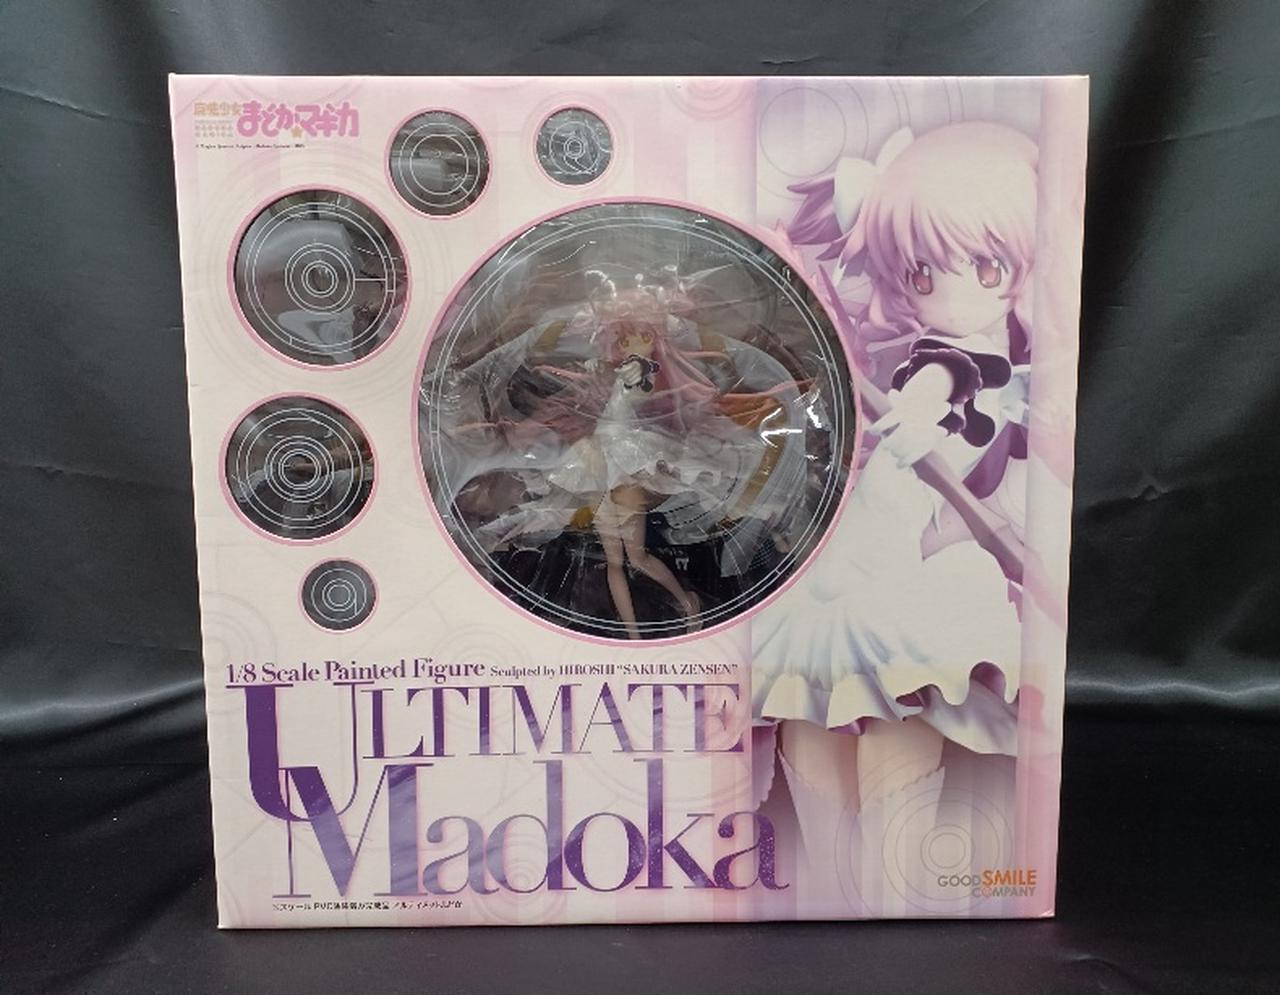 魔法少女
まどか☆マギカ
1/8 Scale Painted Figure Sculpted by HIROSHI "SAKURA ZENSEN"
ULTIMATE
Madoka
GOOD SMILE
COMPANY